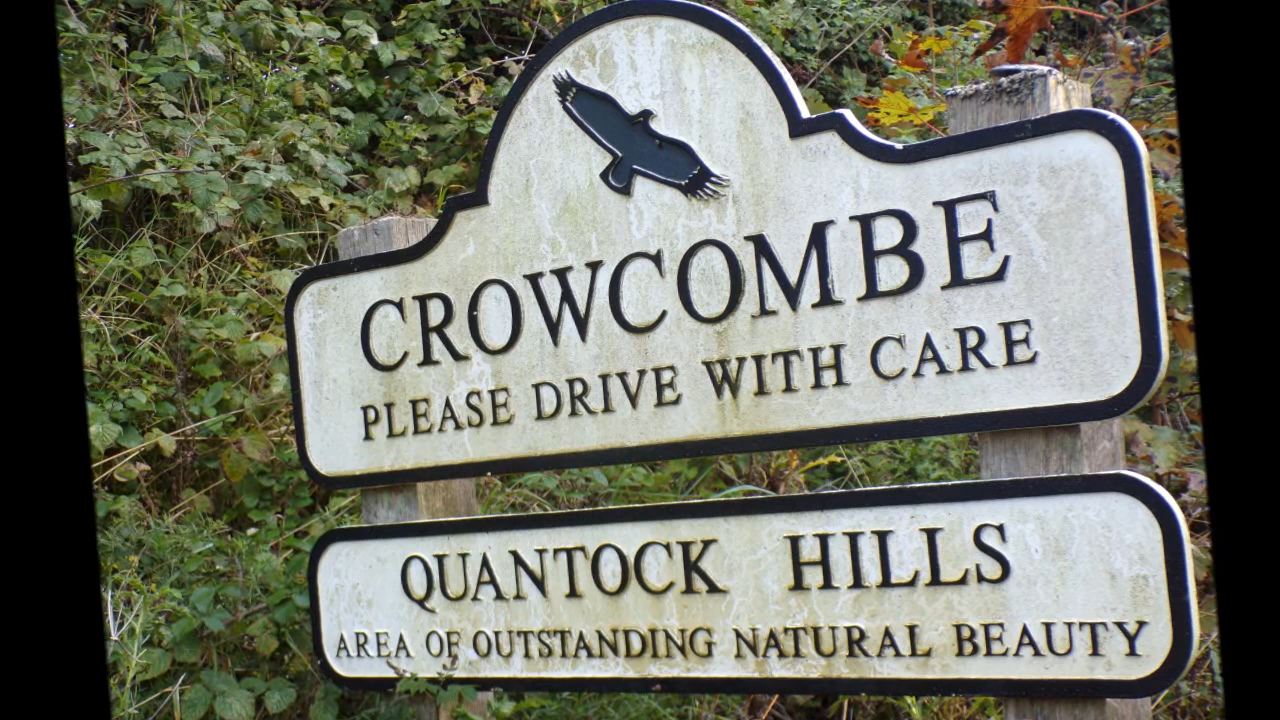 CROWCOMBE
PLEASE DRIVE WITH CARE
QUANTOCK HILLS
AREA OF OUTSTANDING NATURAL BEAUTY